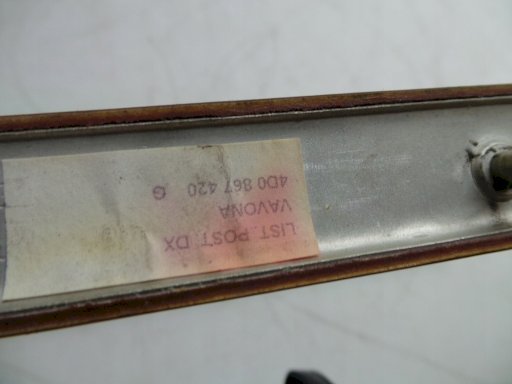 LIST. POST. DX
VAVONA
4D0 867 420 G